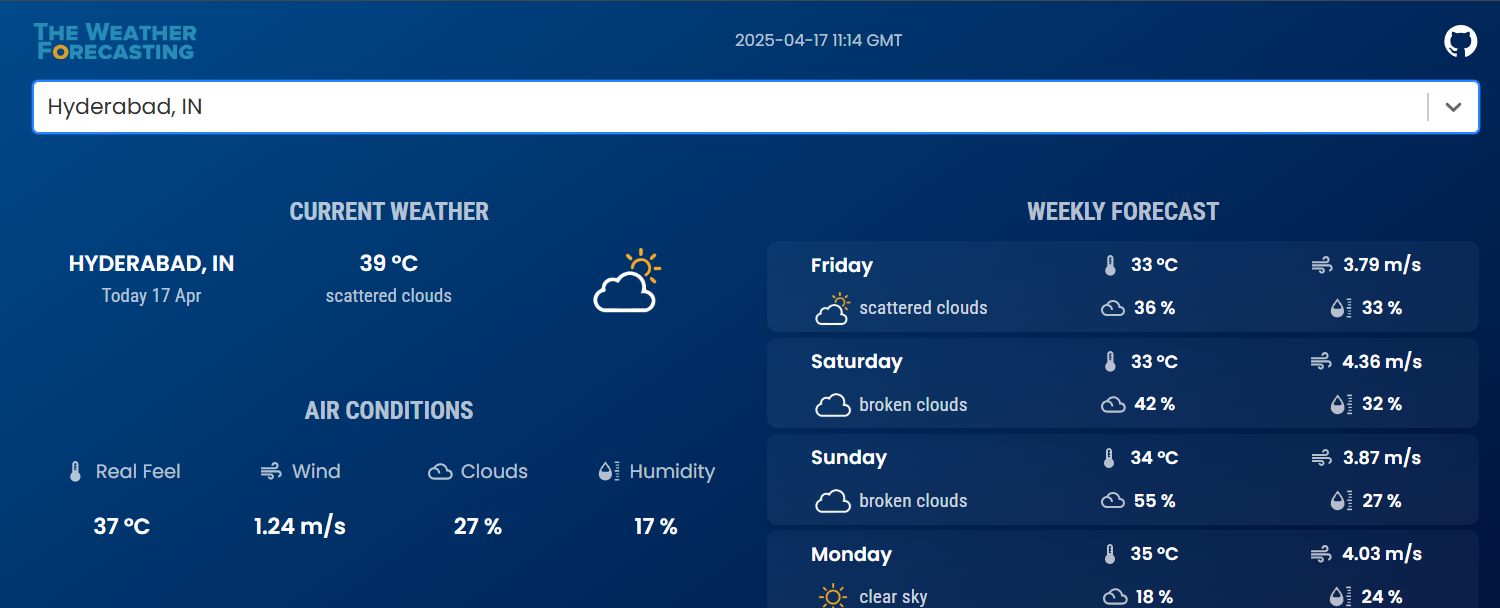 THE WEATHER
FORECASTING
2025-04-17 11:14 GMT
Hyderabad, IN
CURRENT WEATHER
HYDERABAD, IN
Today 17 Apr
39 °C
scattered clouds
AIR CONDITIONS
Real Feel
37 °C
Wind
1.24 m/s
Clouds
27 %
Humidity
17 %
WEEKLY FORECAST
Friday 33 °C 3.79 m/s
scattered clouds 36 % 33 %
Saturday 33 °C 4.36 m/s
broken clouds 42 % 32 %
Sunday 34 °C 3.87 m/s
broken clouds 55 % 27 %
Monday 35 °C 4.03 m/s
clear sky 18 % 24 %